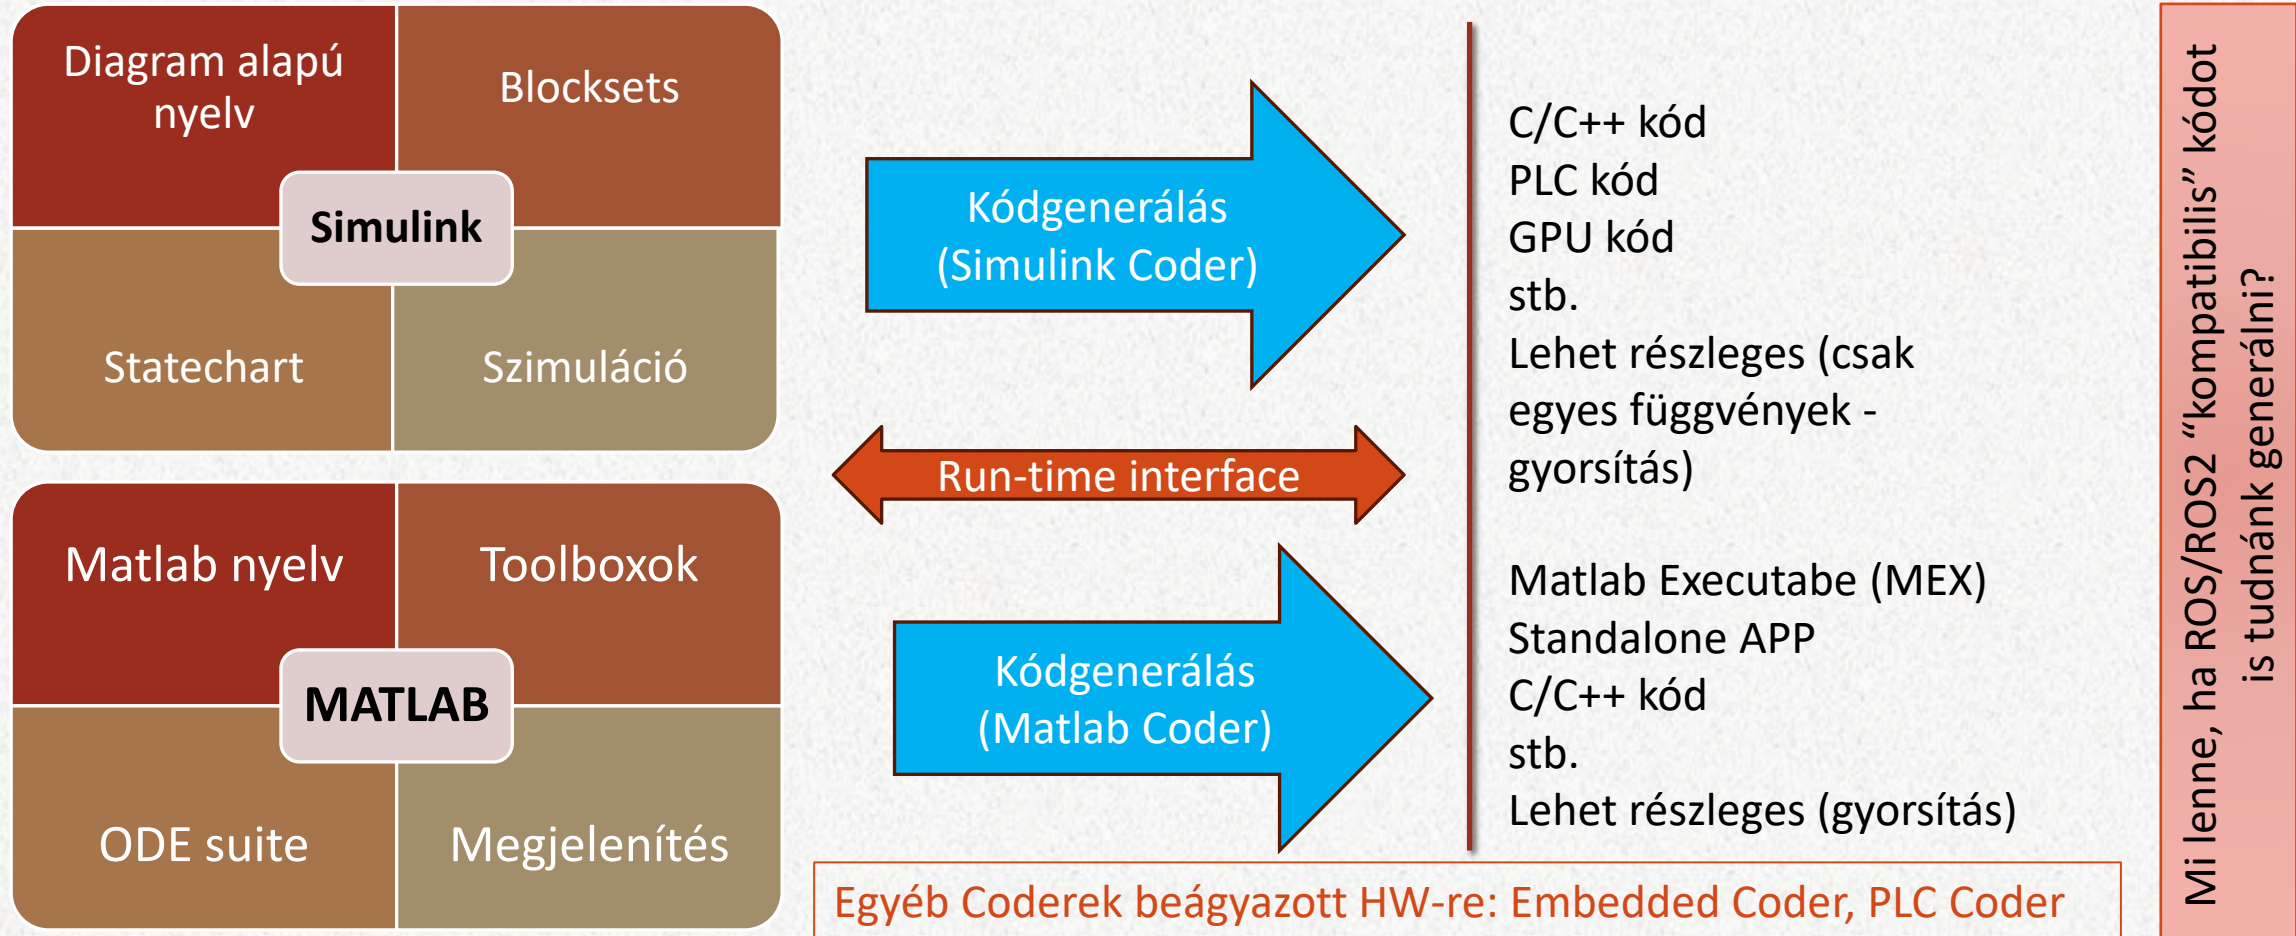 Diagram alapú
nyelv
Blocksets
Simulink
Statechart
Szimuláció
Matlab nyelv
Toolboxok
MATLAB
ODE suite
Megjelenítés
Kódgenerálás
(Simulink Coder)
Run-time interface
Kódgenerálás
(Matlab Coder)
C/C++ kód
PLC kód
GPU kód
stb.
Lehet részleges (csak
egyes függvények -
gyorsítás)
Matlab Executabe (MEX)
Standalone APP
C/C++ kód
stb.
Lehet részleges (gyorsítás)
Egyéb Coderek beágyazott HW-re: Embedded Coder, PLC Coder
Mi lenne, ha ROS/ROS2 “kompatibilis” kódot
is tudnánk generálni?